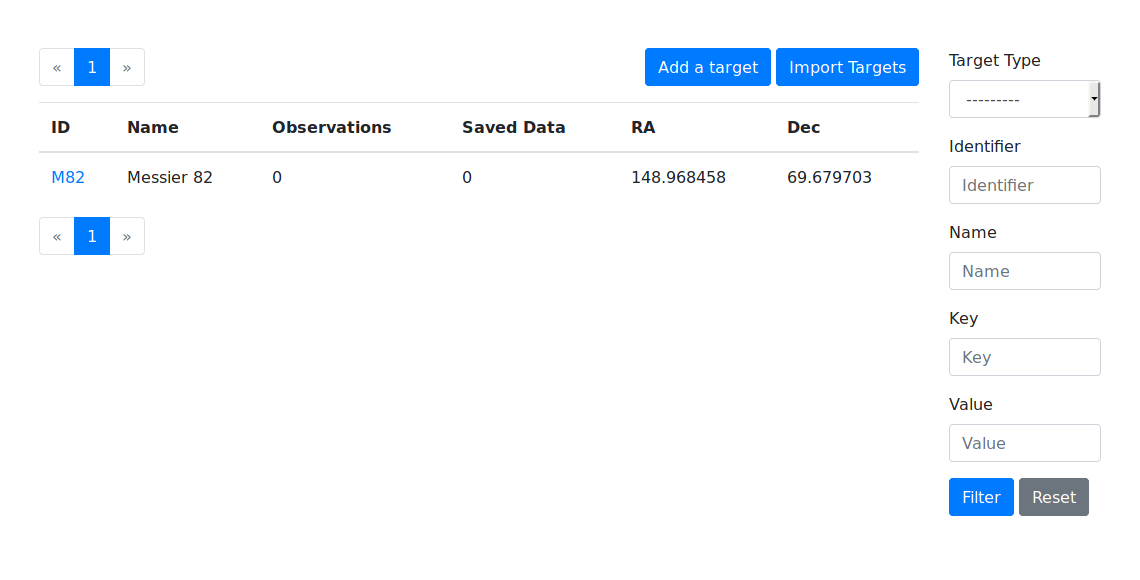 « 1 »
Add a target Import Targets
ID Name Observations Saved Data RA Dec
M82 Messier 82 0 0 148.968458 69.679703
« 1 »
Target Type
---------
Identifier
Identifier
Name
Name
Key
Key
Value
Value
Filter Reset